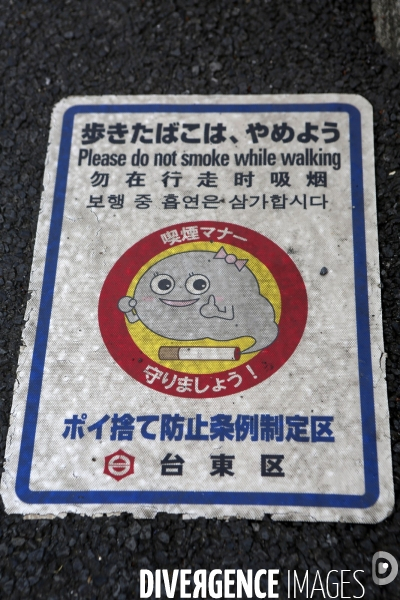 歩きたばこは、やめよう
Please do not smoke while walking
勿在行走时吸烟
보행 중 흡연은 삼가합시다
喫煙マナー
守りましょう！
ポイ捨て防止条例制定区
台東区
DIVERGENCE IMAGES